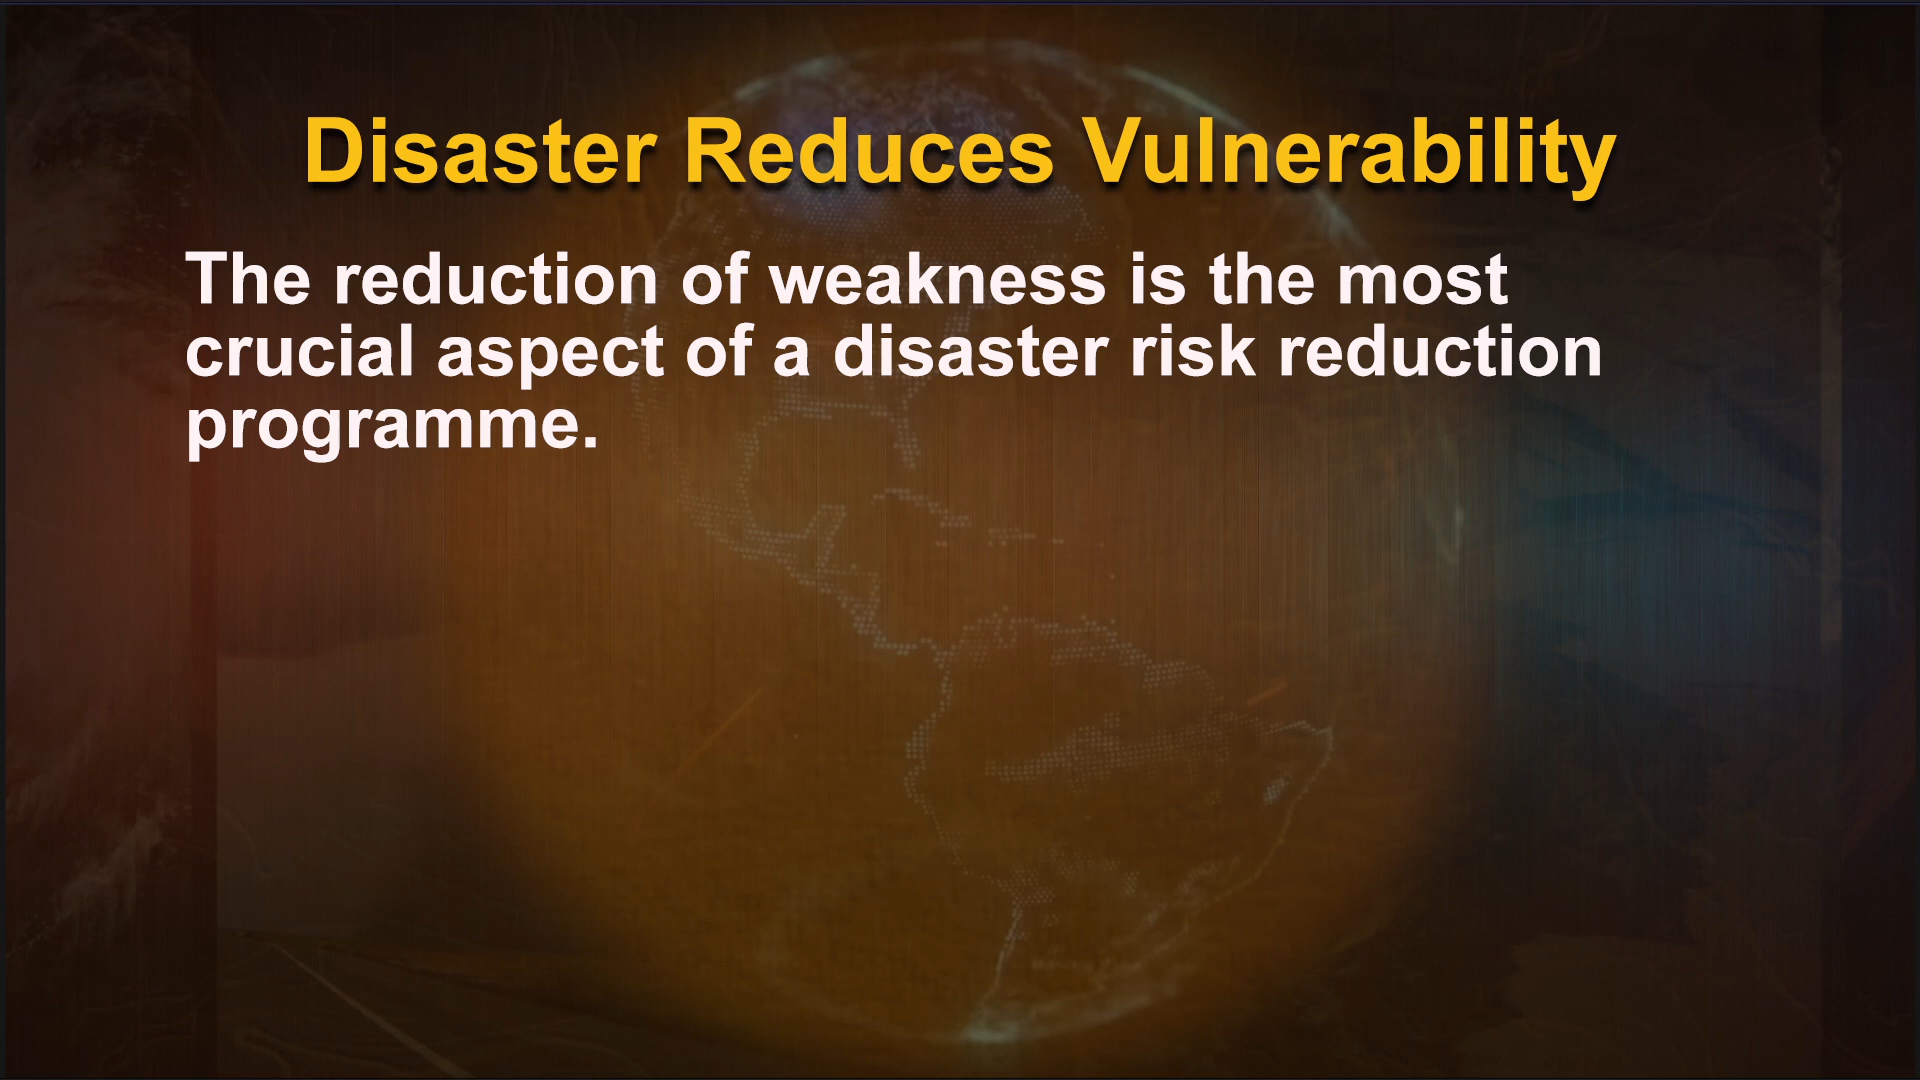 Disaster Reduces Vulnerability
The reduction of weakness is the most
crucial aspect of a disaster risk reduction
programme.